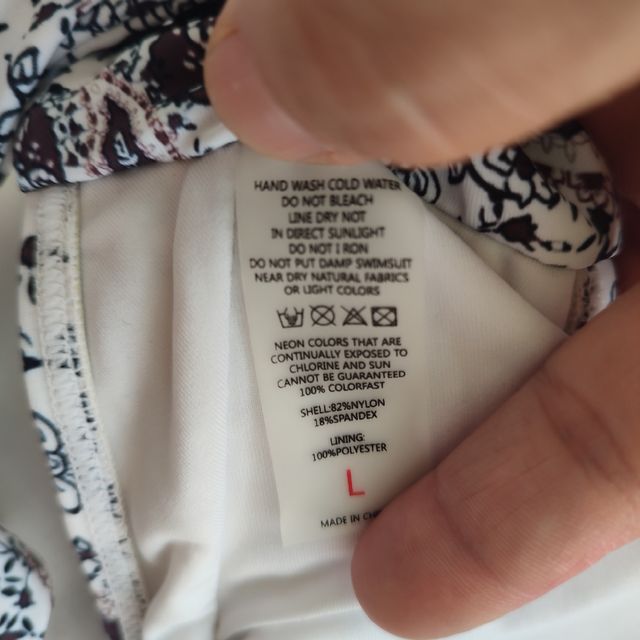 HAND WASH COLD WATER
DO NOT BLEACH
LINE DRY NOT
IN DIRECT SUNLIGHT
DO NOT I RON
DO NOT PUT DAMP SWIMSUIT
NEAR DRY NATURAL FABRICS
OR LIGHT COLORS
NEON COLORS THAT ARE
CONTINUALLY EXPOSED TO
CHLORINE AND SUN
CANNOT BE GUARANTEED
100% COLORFAST
SHELL:82%NYLON
18%SPANDEX
LINING:
100%POLYESTER
L
MADE IN